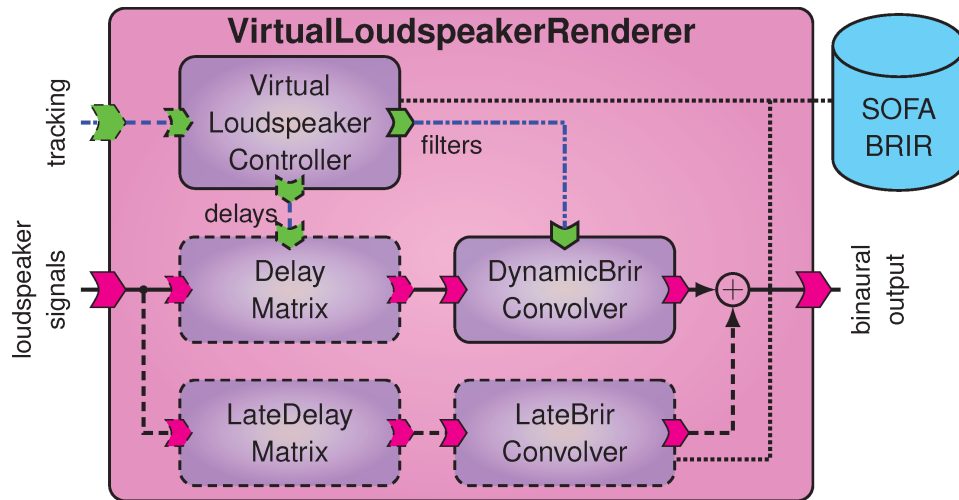 VirtualLoudspeakerRenderer
tracking
Virtual
Loudspeaker
Controller
filters
SOFA
BRIR
delays
loudspeaker
signals
Delay
Matrix
DynamicBrir
Convolver
binaural
output
LateDelay
Matrix
LateBrir
Convolver